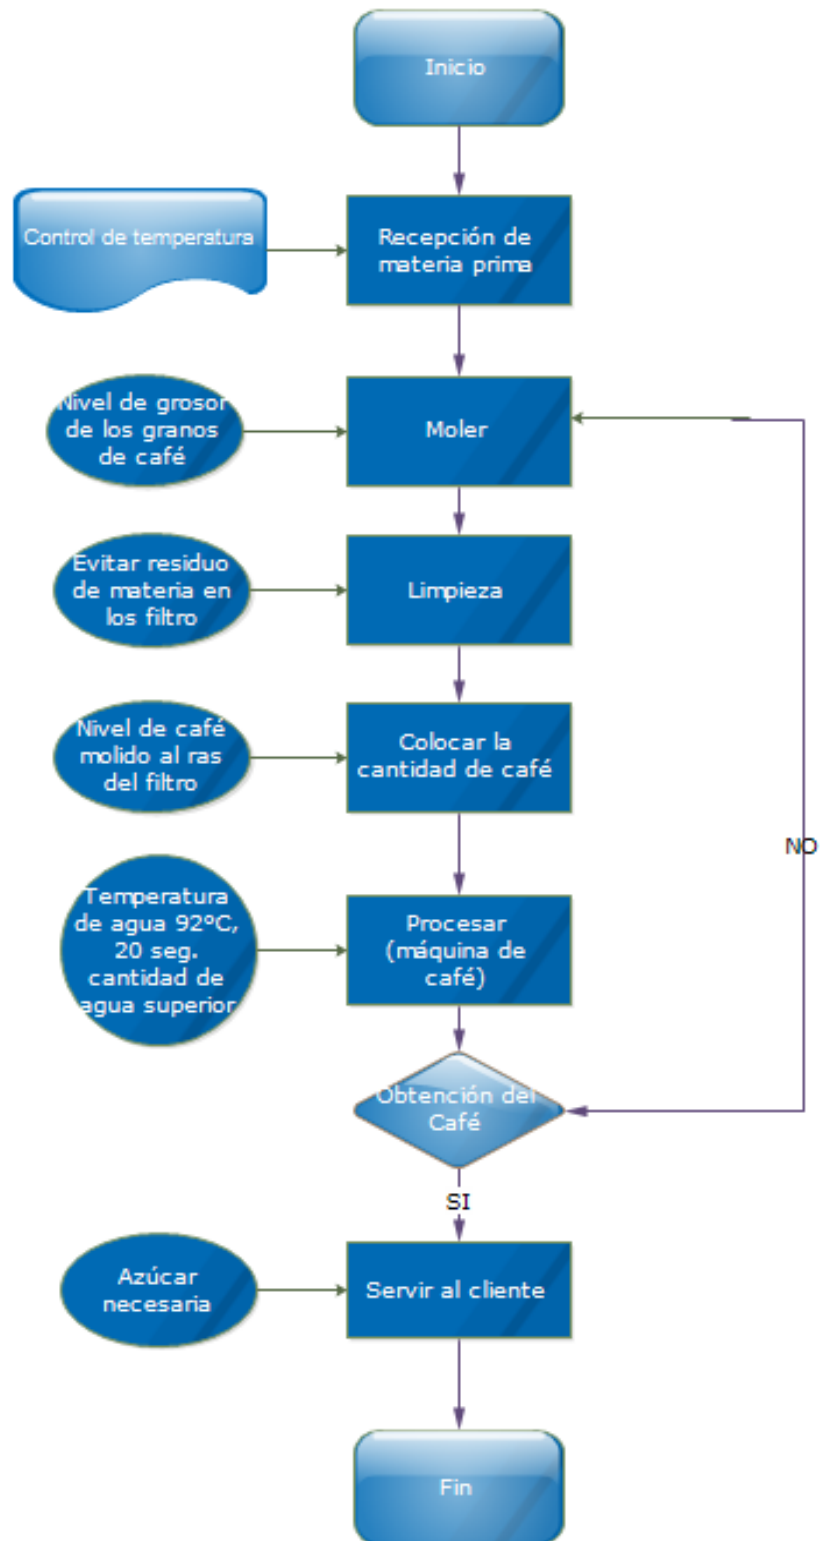 Inicio
Control de temperatura
Recepción de
materia prima
Nivel de grosor
de los granos
de café
Moler
Evitar residuo
de materia en
los filtro
Limpieza
Nivel de café
molido al ras
del filtro
Colocar la
cantidad de café
NO
Temperatura
de agua 92°C,
20 seg.
cantidad de
agua superior
Procesar
(máquina de
café)
Obtención del
Café
SI
Azúcar
necesaria
Servir al cliente
Fin